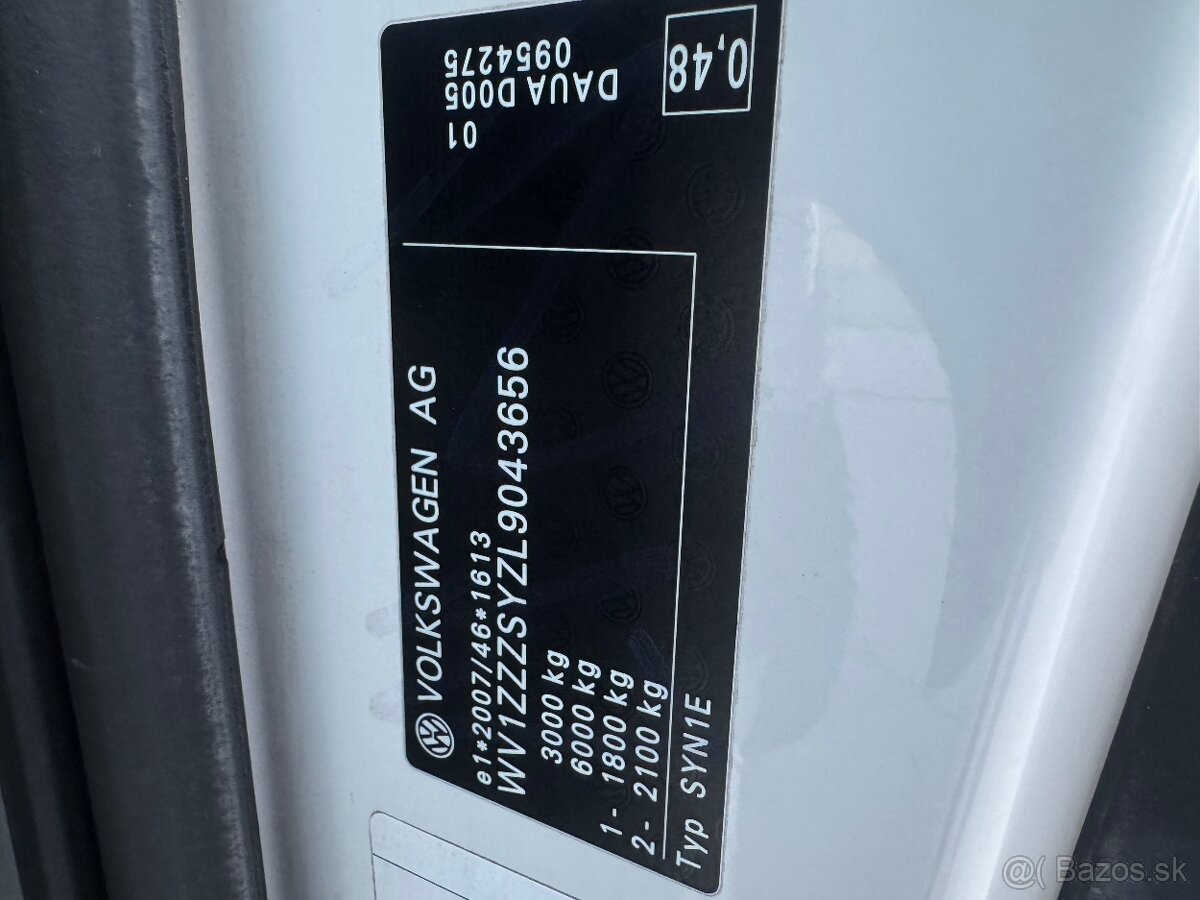 VOLKSWAGEN AG
e1*2007/46*1613
WV1ZZZSYZL9043656
3000 kg
6000 kg
1- 1800 kg
2- 2100 kg
Typ SYN1E
01
DAUA D005
0954275
0,48
@( Bazos.sk